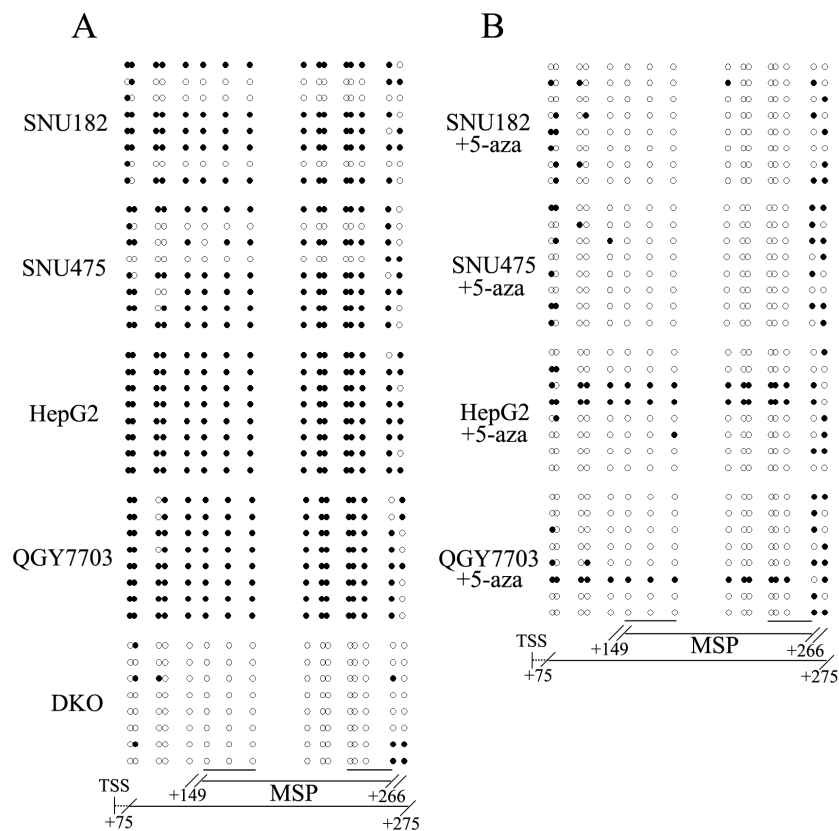 A
SNU182
SNU475
HepG2
QGY7703
DKO
TSS
+75
+149
MSP
+266
+275
B
SNU182
+5-aza
SNU475
+5-aza
HepG2
+5-aza
QGY7703
+5-aza
TSS
+75
+149
MSP
+266
+275